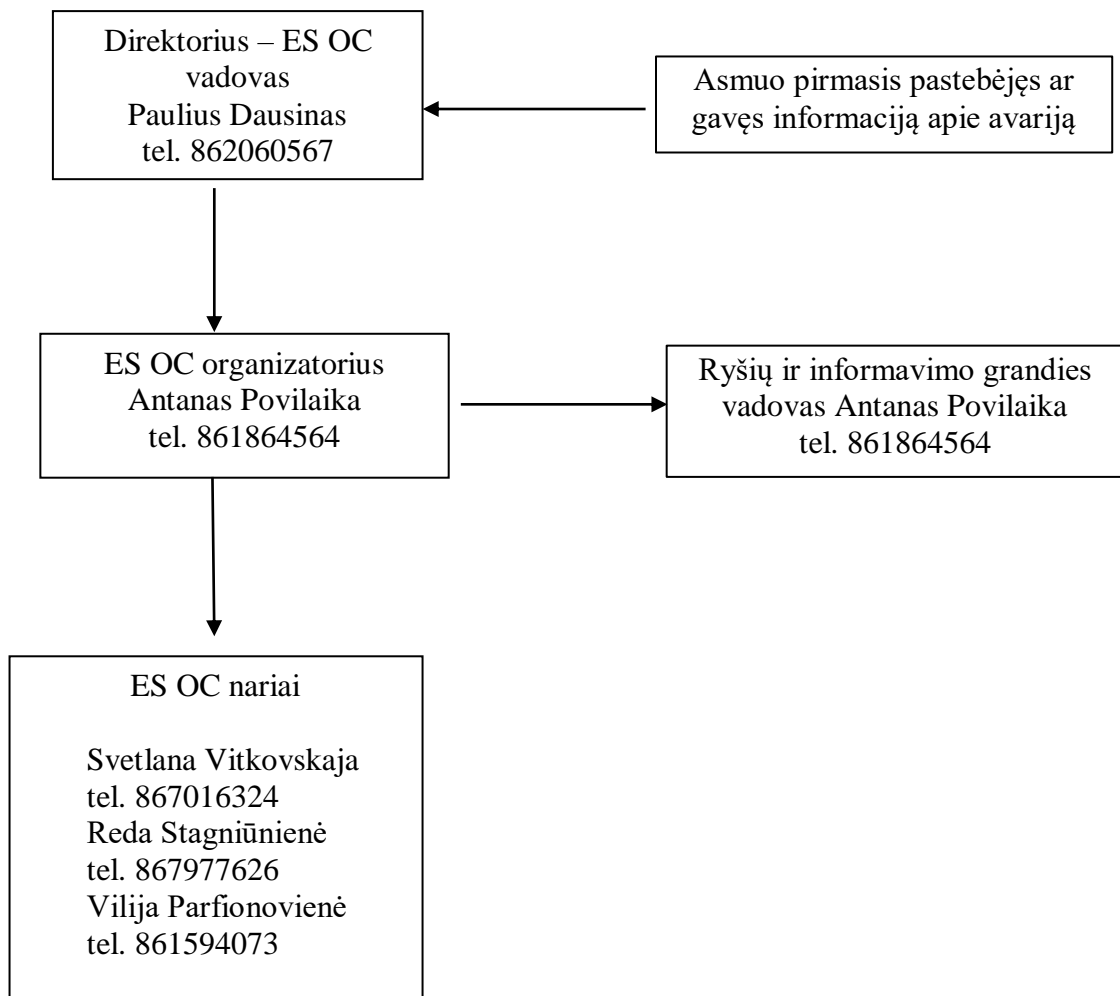 Direktorius – ES OC
vadovas
Paulius Dausinas
tel. 862060567
Asmuo pirmasis pastebėjęs ar
gavęs informaciją apie avariją
ES OC organizatorius
Antanas Povilaika
tel. 861864564
Ryšių ir informavimo grandies
vadovas Antanas Povilaika
tel. 861864564
ES OC nariai
Svetlana Vitkovskaja
tel. 867016324
Reda Stagniūnienė
tel. 867977626
Vilija Parfionovienė
tel. 861594073